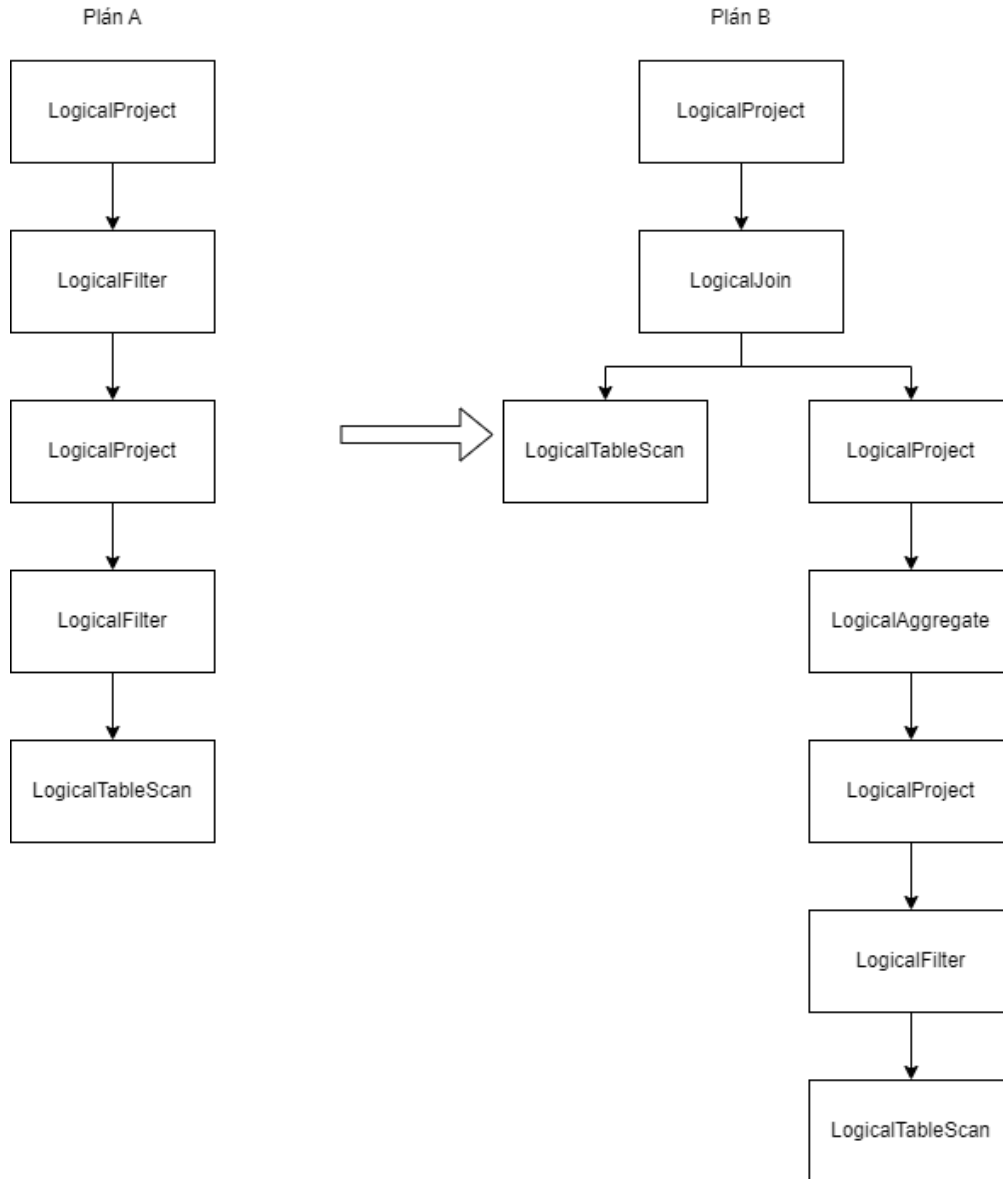 Plán A
LogicalProject
LogicalFilter
LogicalProject
LogicalFilter
LogicalTableScan
Plán B
LogicalProject
LogicalJoin
LogicalTableScan
LogicalProject
LogicalAggregate
LogicalProject
LogicalFilter
LogicalTableScan